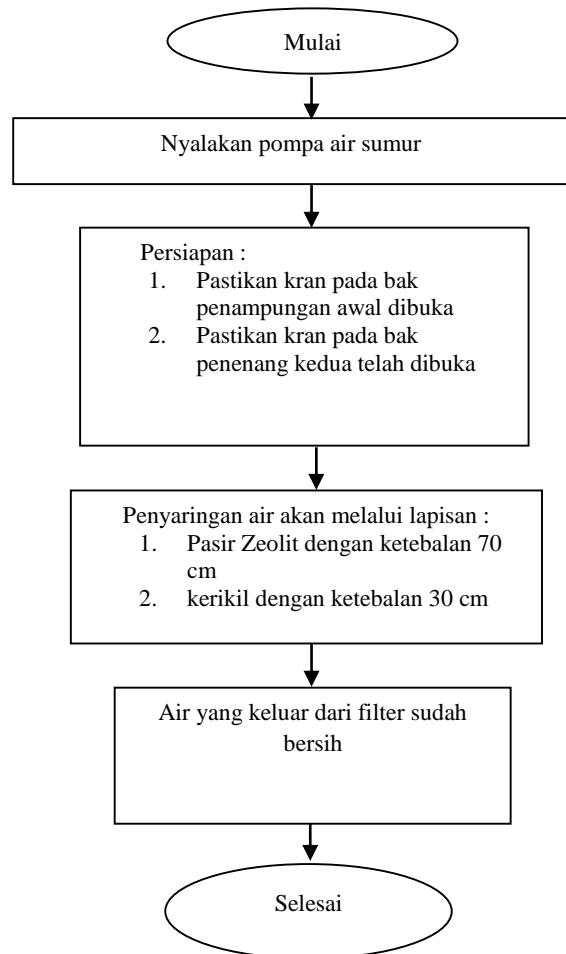 Mulai
Nyalakan pompa air sumur
Persiapan :
1. Pastikan kran pada bak
penampungan awal dibuka
2. Pastikan kran pada bak
penenang kedua telah dibuka
Penyaringan air akan melalui lapisan :
1. Pasir Zeolit dengan ketebalan 70
cm
2. kerikil dengan ketebalan 30 cm
Air yang keluar dari filter sudah
bersih
Selesai